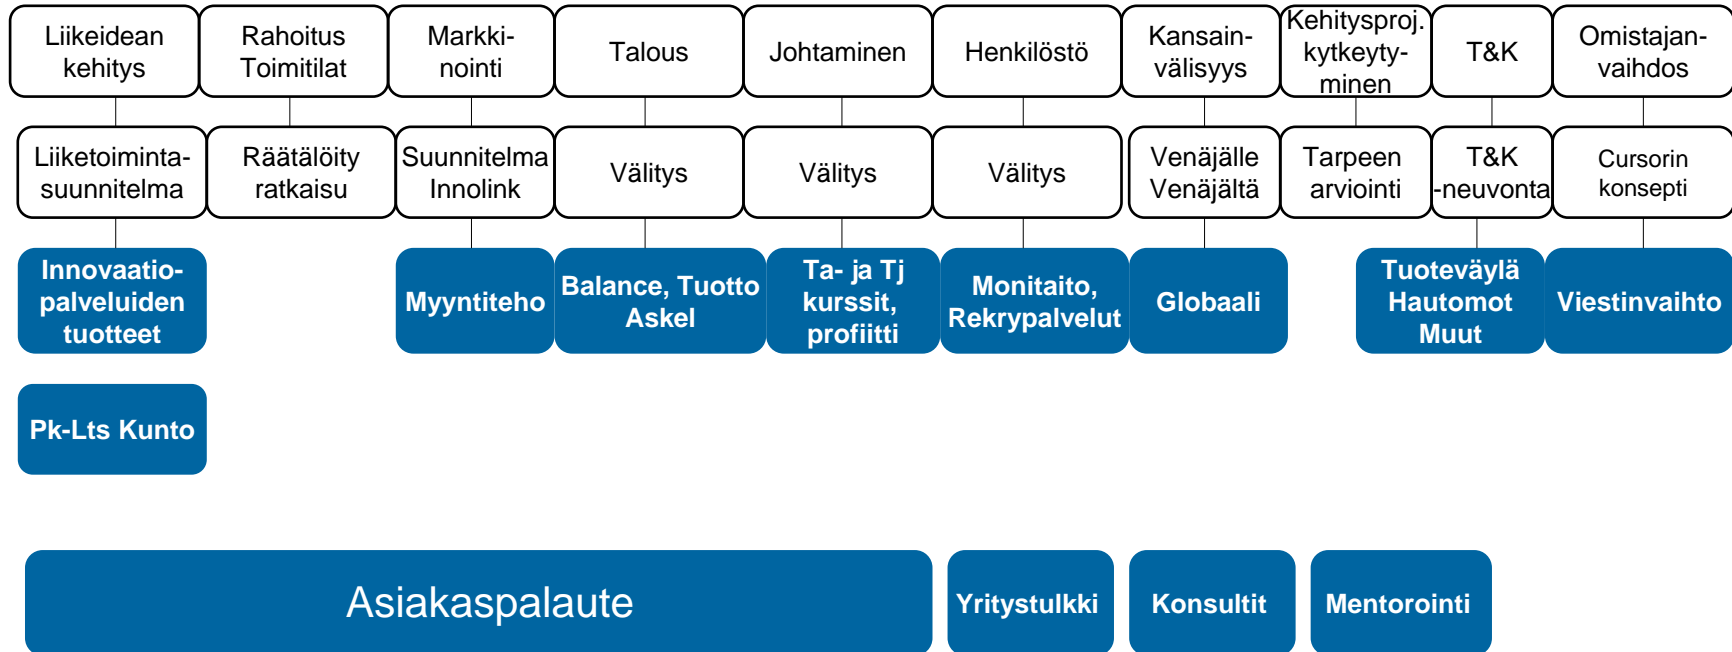 Liikeidean
kehitys
Rahoitus
Toimitilat
Markki-
nointi
Talous
Johtaminen
Henkilöstö
Kansain-
välisyys
Kehitysproj.
kytkeyty-
minen
T&K
Omistajan-
vaihdos
Liiketoiminta-
suunnitelma
Räätälöity
ratkaisu
Suunnitelma
Innolink
Välitys
Välitys
Välitys
Venäjälle
Venäjältä
Tarpeen
arviointi
T&K
-neuvonta
Cursorin
konsepti
Innovaatio-
palveluiden
tuotteet
Myyntiteho
Balance, Tuotto
Askel
Ta- ja Tj
kurssit,
profiitti
Monitaito,
Rekrypalvelut
Globaali
Tuoteväylä
Hautomot
Muut
Viestinvaihto
Pk-Lts Kunto
Asiakaspalaute
Yritystulkki
Konsultit
Mentorointi